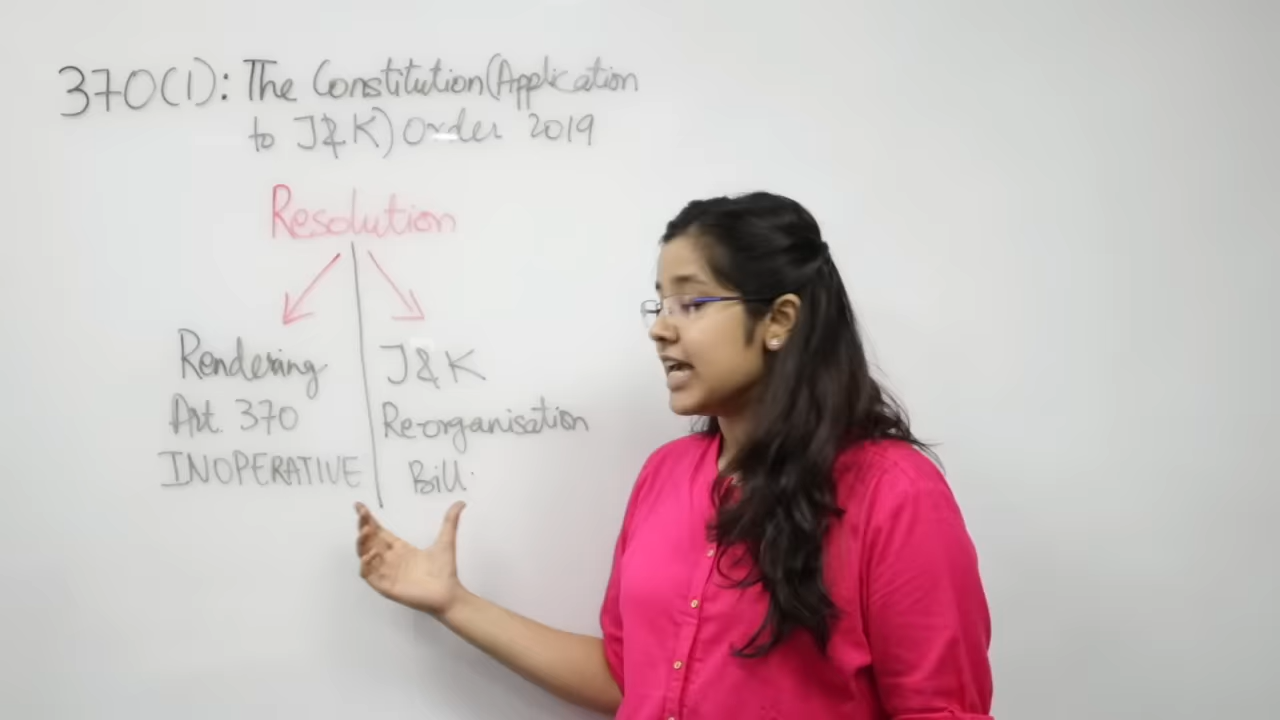 370(1): The Constitution (Application
to J&K) Order 2019
Resolution
Rendering
Art. 370
INOPERATIVE
J&K
Re-organisation
Bill.